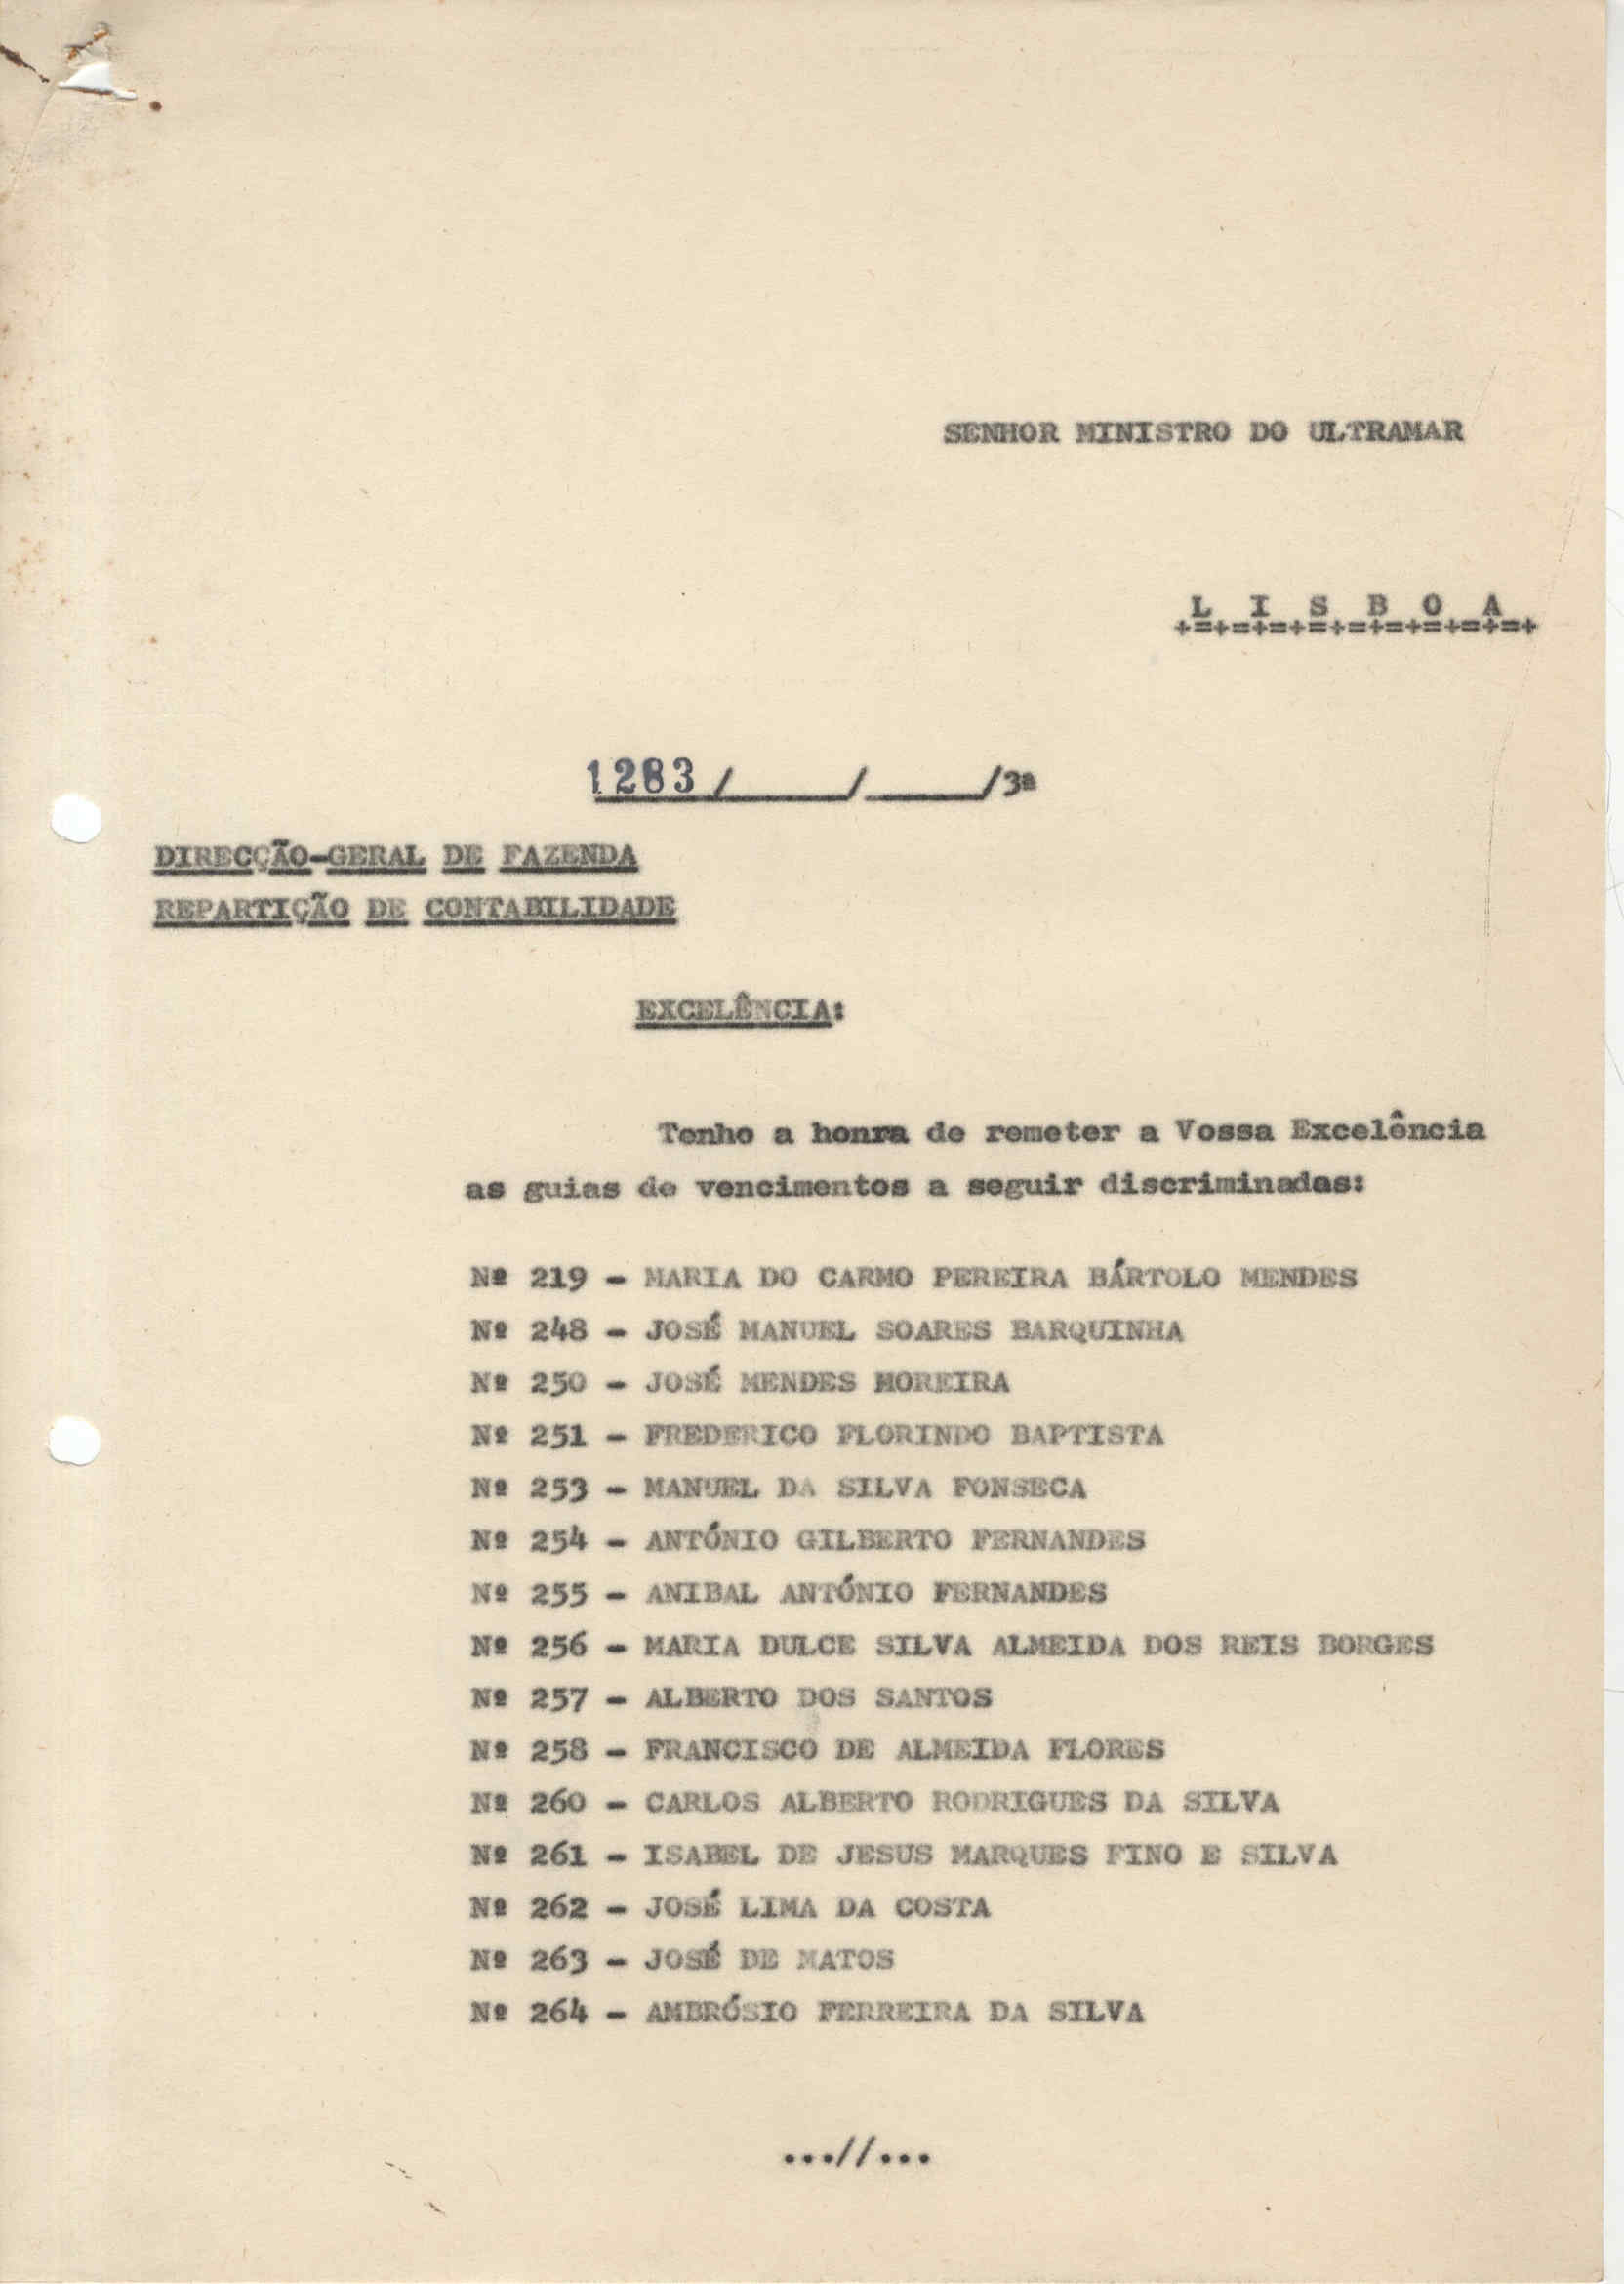 SENHOR MINISTRO DO ULTRAMAR
L I S B O A
+=+=+=+=+=+=+=+=+=+
1283/____/____/3ª
DIRECÇÃO-GERAL DE FAZENDA
REPARTIÇÃO DE CONTABILIDADE
EXCELÊNCIA:
Tenho a honra de remeter a Vossa Excelência
as guias de vencimentos a seguir discriminadas:
Nº 219 - MARIA DO CARMO PEREIRA BÁRTOLO MENDES
Nº 248 - JOSÉ MANUEL SOARES BARQUINHA
Nº 250 - JOSÉ MENDES MOREIRA
Nº 251 - FREDERICO FLORINDO BAPTISTA
Nº 253 - MANUEL DA SILVA FONSECA
Nº 254 - ANTÓNIO GILBERTO FERNANDES
Nº 255 - ANIBAL ANTÓNIO FERNANDES
Nº 256 - MARIA DULCE SILVA ALMEIDA DOS REIS BORGES
Nº 257 - ALBERTO DOS SANTOS
Nº 258 - FRANCISCO DE ALMEIDA FLORES
Nº 260 - CARLOS ALBERTO RODRIGUES DA SILVA
Nº 261 - ISABEL DE JESUS MARQUES FINO E SILVA
Nº 262 - JOSÉ LIMA DA COSTA
Nº 263 - JOSÉ DE MATOS
Nº 264 - AMBRÓSIO FERREIRA DA SILVA
...//...